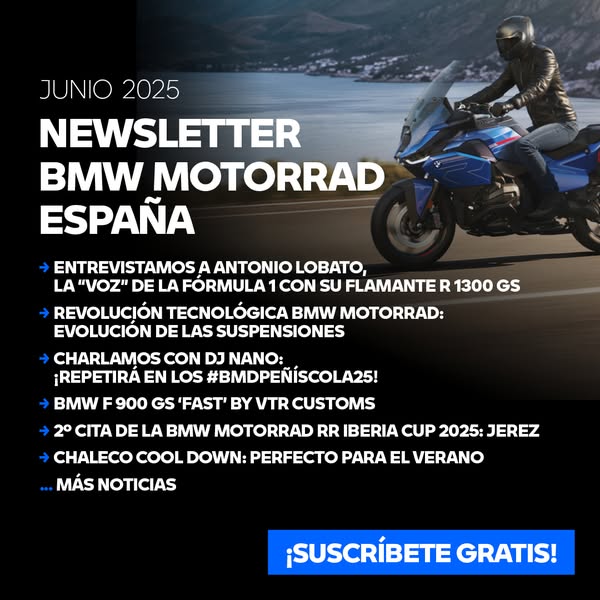 JUNIO 2025
NEWSLETTER
BMW MOTORRAD
ESPAÑA
→ ENTREVISTAMOS A ANTONIO LOBATO,
LA “VOZ” DE LA FÓRMULA 1 CON SU FLAMANTE R 1300 GS
→ REVOLUCIÓN TECNOLÓGICA BMW MOTORRAD:
EVOLUCIÓN DE LAS SUSPENSIONES
→ CHARLAMOS CON DJ NANO:
¡REPETIRÁ EN LOS #BMDPEÑÍSCOLA25!
→ BMW F 900 GS ‘FAST’ BY VTR CUSTOMS
→ 2º CITA DE LA BMW MOTORRAD RR IBERIA CUP 2025: JEREZ
→ CHALECO COOL DOWN: PERFECTO PARA EL VERANO
... MÁS NOTICIAS
¡SUSCRÍBETE GRATIS!